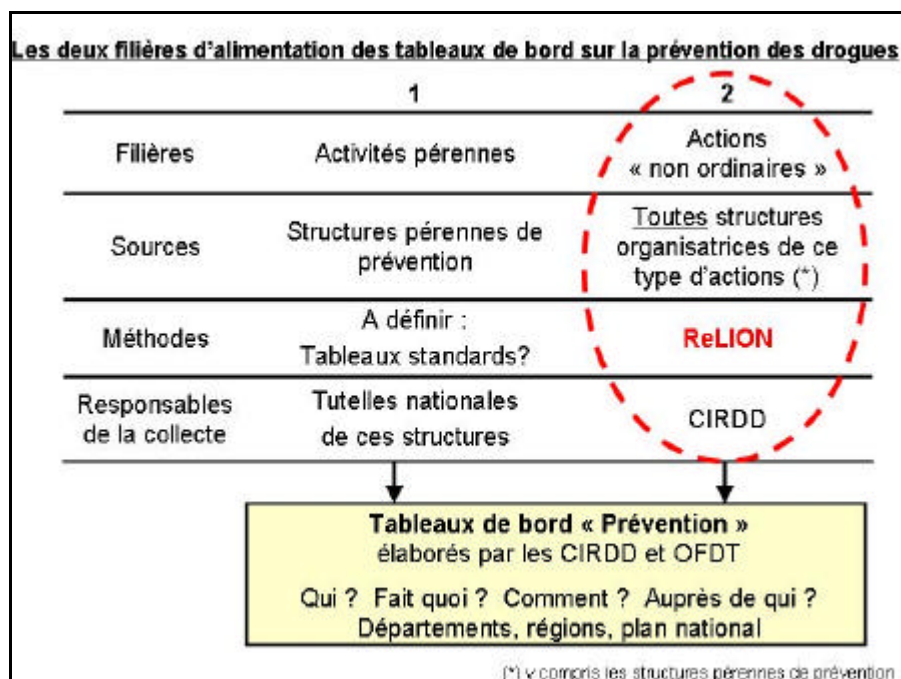 Les deux filières d'alimentation des tableaux de bord sur la prévention des drogues
1 2
Filières Activités pérennes Actions
« non ordinaires »
Sources Structures pérennes de
prévention Toutes structures
organisatrices de ce
type d'actions (*)
Méthodes A définir :
Tableaux standards? ReLION
Responsables
de la collecte Tutelles nationales
de ces structures CIRDD
Tableaux de bord « Prévention »
élaborés par les CIRDD et OFDT
Qui ? Fait quoi ? Comment ? Auprès de qui ?
Départements, régions, plan national
(*) y compris les structures pérennes de prévention